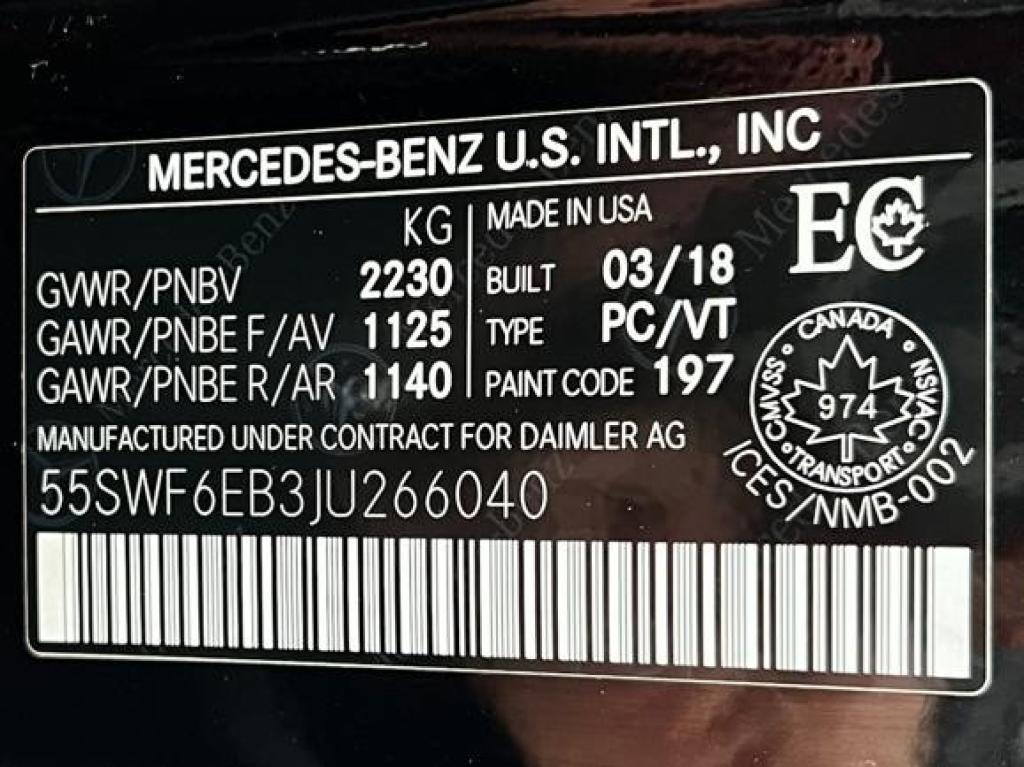 MERCEDES-BENZ U.S. INTL., INC
KG
GVWR/PNBV 2230
GAWR/PNBE F/AV 1125
GAWR/PNBE R/AR 1140
MADE IN USA
BUILT 03/18
TYPE PC/VT
PAINT CODE 197
EC
CANADA
CMVSS
974
NSVAC
TRANSPORT
ICES/NMB-002
MANUFACTURED UNDER CONTRACT FOR DAIMLER AG
55SWF6EB3JU266040